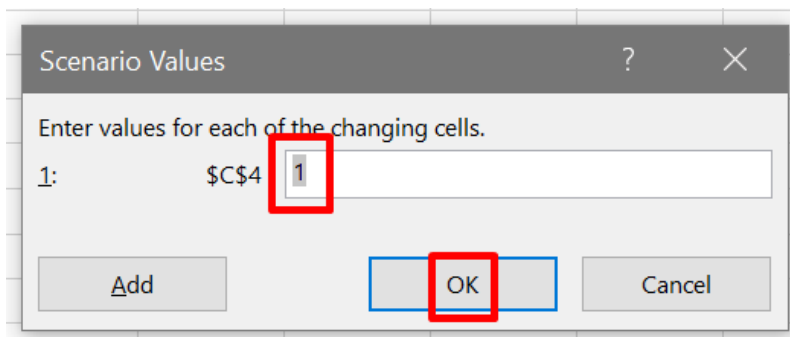 Scenario Values ?
Enter values for each of the changing cells.
1: $C$4 1
Add OK Cancel